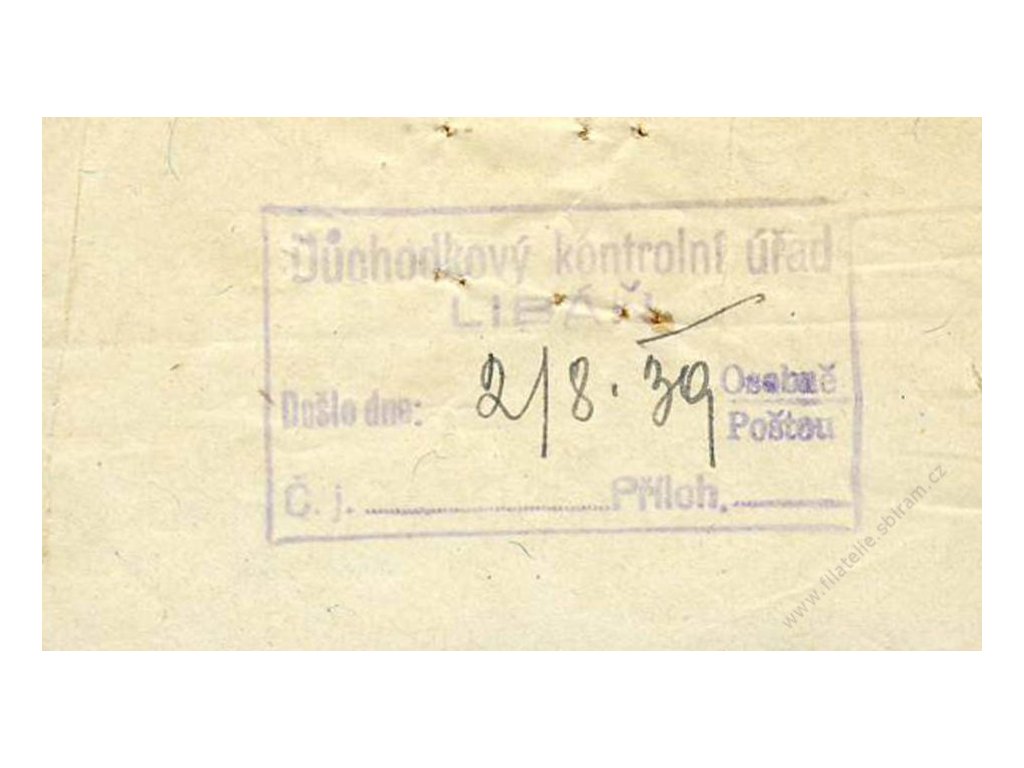 Důchodkový kontrolní úřad
LIBÁŇ
Došlo dne: 2/8. 39 Osobně
Poštou
Č. j. Příloh.
www.filatelie.sbiram.cz